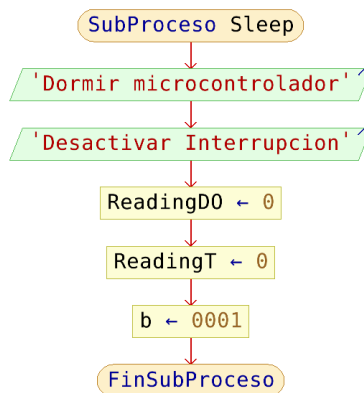 SubProceso Sleep
'Dormir microcontrolador'
'Desactivar Interrupcion'
ReadingDO ← 0
ReadingT ← 0
b ← 0001
FinSubProceso